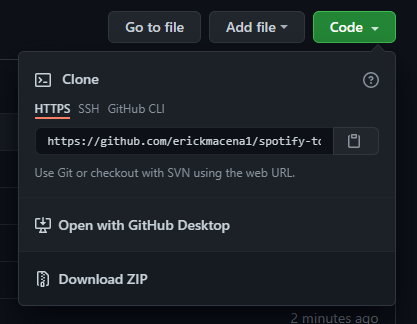 Go to file Add file Code
Clone
HTTPS SSH GitHub CLI
https://github.com/erickmacena1/spotify-to
Use Git or checkout with SVN using the web URL.
Open with GitHub Desktop
Download ZIP
2 minutes ago